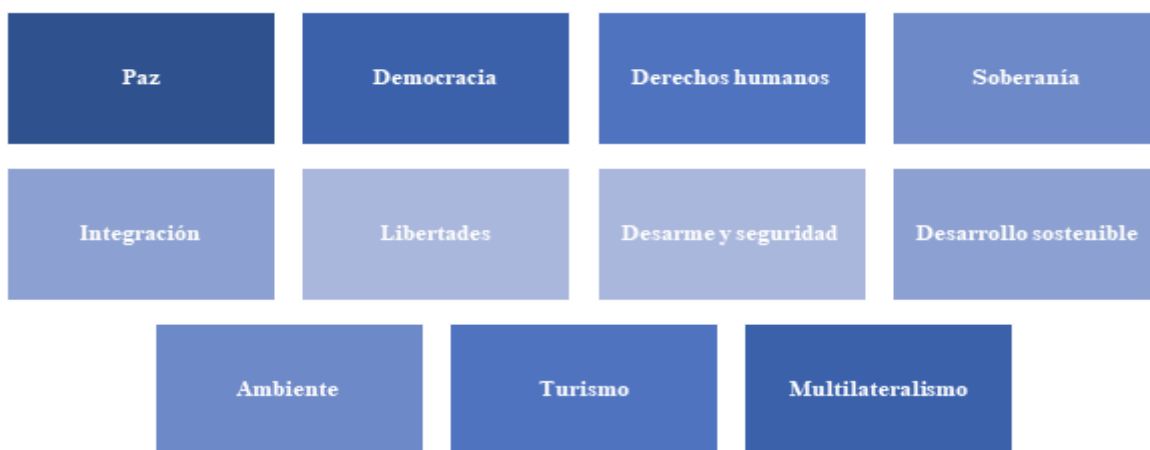 Paz
Democracia
Derechos humanos
Soberanía
Integración
Libertades
Desarme y seguridad
Desarrollo sostenible
Ambiente
Turismo
Multilateralismo